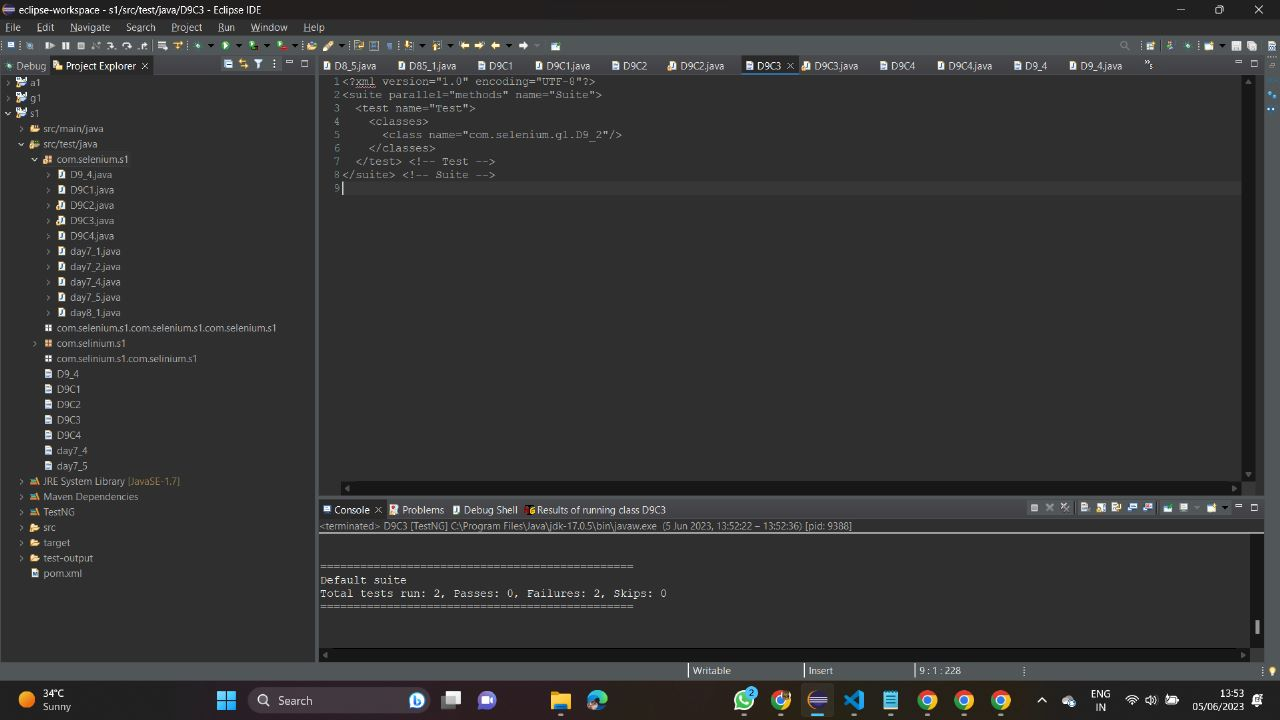 eclipse-workspace - s1/src/test/java/D9C3 - Eclipse IDE
File Edit Navigate Search Project Run Window Help
Debug Project Explorer
D8_5.java D85_1.java D9C1 D9C1.java D9C2 D9C2.java D9C3 D9C3.java D9C4 D9C4.java D9_4 D9_4.java
a1
g1
s1
src/main/java
src/test/java
com.selenium.s1
D9_4.java
D9C1.java
D9C2.java
D9C3.java
D9C4.java
day7_1.java
day7_2.java
day7_4.java
day7_5.java
day8_1.java
com.selenium.s1.com.selenium.s1.com.selenium.s1
com.selinium.s1
com.selinium.s1.com.selinium.s1
D9_4
D9C1
D9C2
D9C3
D9C4
day7_4
day7_5
JRE System Library [JavaSE-1.7]
Maven Dependencies
TestNG
src
target
test-output
pom.xml
1 <?xml version="1.0" encoding="UTF-8"?>
2 <suite parallel="methods" name="Suite">
3 <test name="Test">
4 <classes>
5 <class name="com.selenium.g1.D9_2"/>
6 </classes>
7 </test> <!-- Test -->
8 </suite> <!-- Suite -->
9
Console Problems Debug Shell Results of running class D9C3
<terminated> D9C3 [TestNG] C:\Program Files\Java\jdk-17.0.5\bin\javaw.exe (5 Jun 2023, 13:52:22 – 13:52:36) [pid: 9388]
===============================================
Default suite
Total tests run: 2, Passes: 0, Failures: 2, Skips: 0
===============================================
Writable Insert 9 : 1 : 228
34°C
Sunny
Search
2
ENG
IN
13:53
05/06/2023